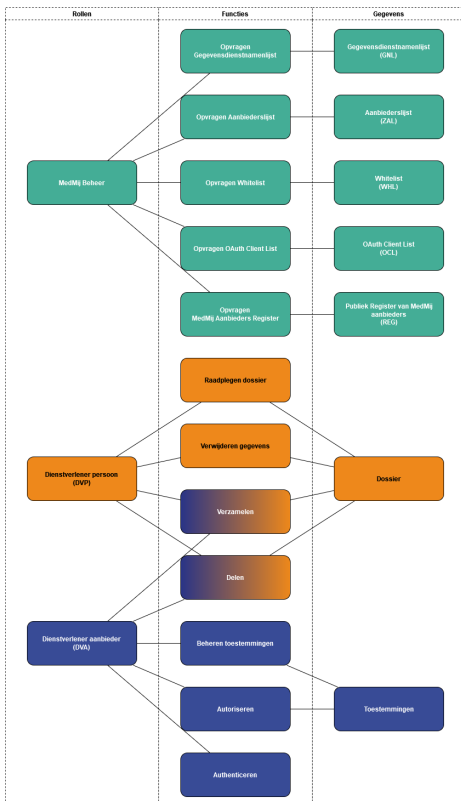 Rollen
Functies
Gegevens
Opvragen
Gegevensdienstnamenlijst
Gegevensdienstnamenlijst
(GNL)
Opvragen Aanbiederslijst
Aanbiederslijst
(ZAL)
MedMij Beheer
Opvragen Whitelist
Whitelist
(WHL)
Opvragen OAuth Client List
OAuth Client List
(OCL)
Opvragen
MedMij Aanbieders Register
Publiek Register van MedMij
aanbieders
(REG)
Raadplegen dossier
Verwijderen gegevens
Dienstverlener persoon
(DVP)
Dossier
Verzamelen
Delen
Dienstverlener aanbieder
(DVA)
Beheren toestemmingen
Autoriseren
Toestemmingen
Authenticeren